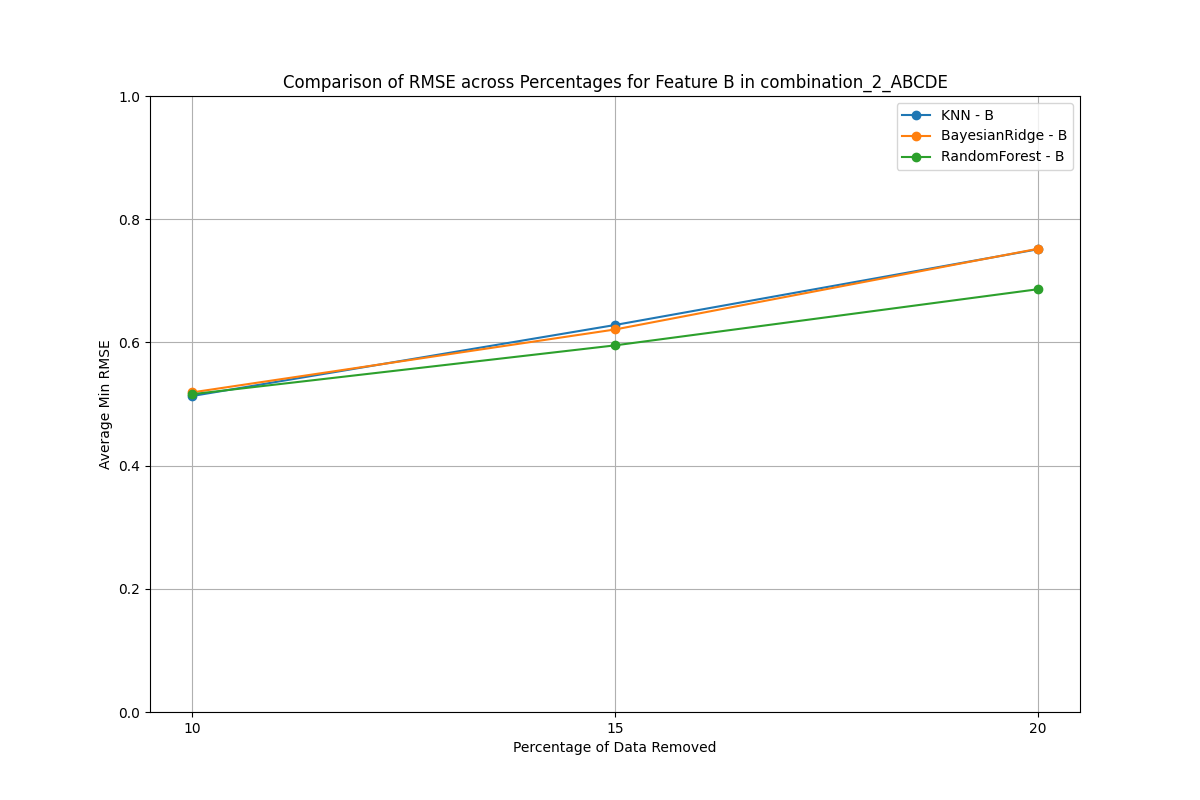 Comparison of RMSE across Percentages for Feature B in combination_2_ABCDE
KNN - B
BayesianRidge - B
RandomForest - B
Average Min RMSE
1.0
0.8
0.6
0.4
0.2
0.0
10
15
20
Percentage of Data Removed